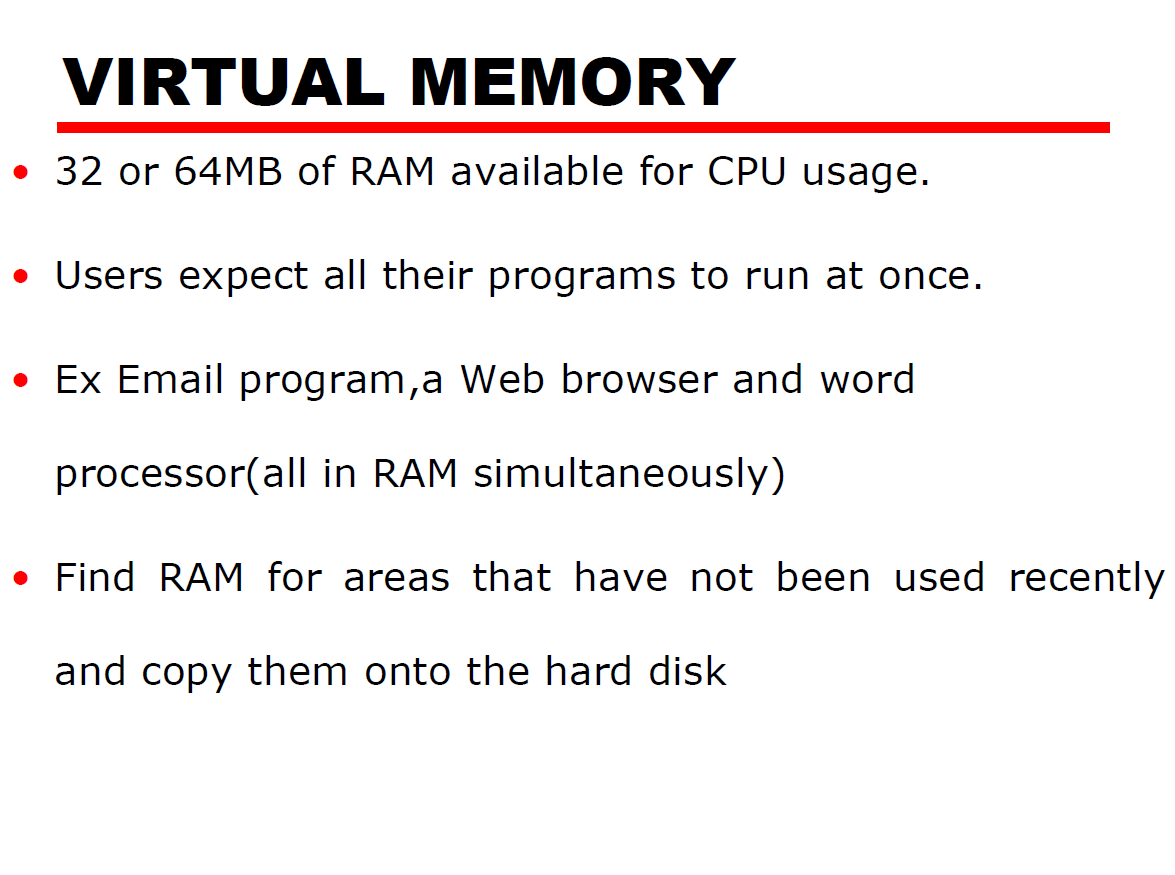 VIRTUAL MEMORY
• 32 or 64MB of RAM available for CPU usage.
• Users expect all their programs to run at once.
• Ex Email program,a Web browser and word
processor(all in RAM simultaneously)
• Find RAM for areas that have not been used recently
and copy them onto the hard disk